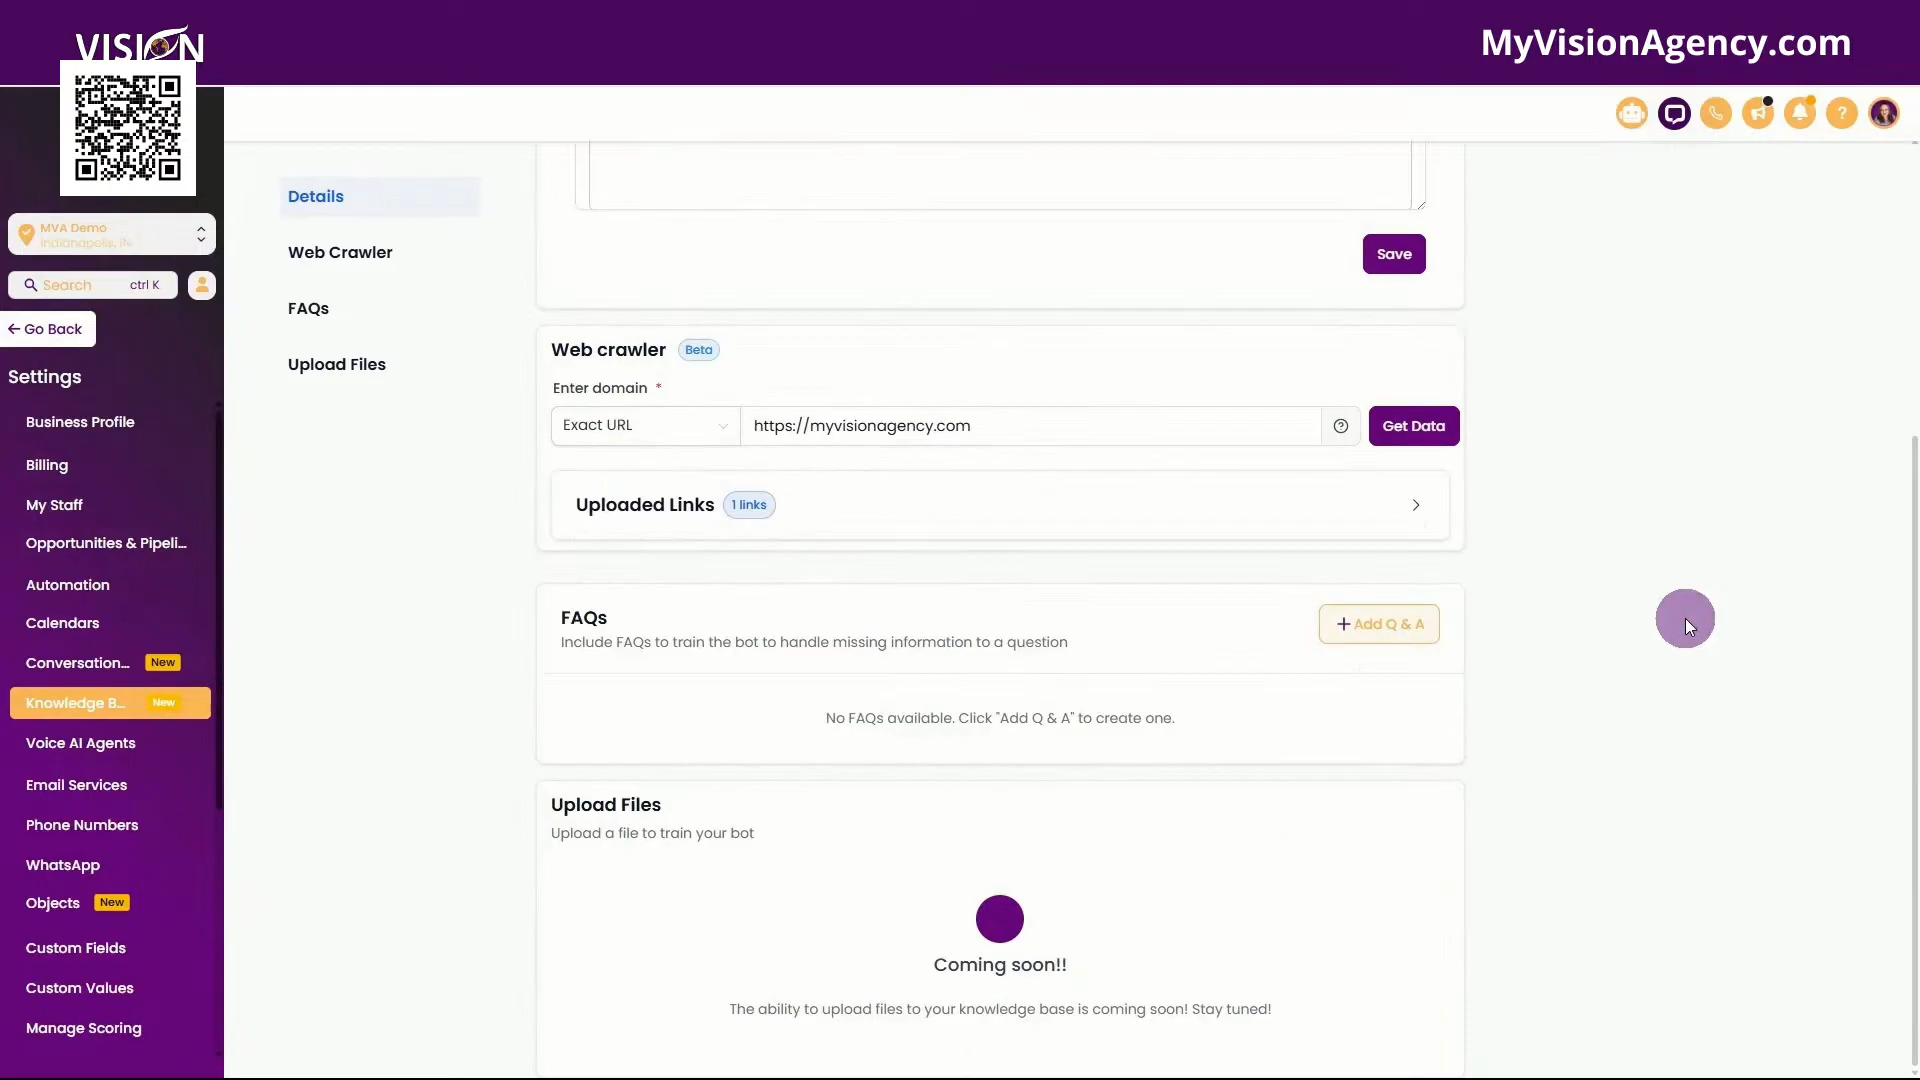 VISION
MyVisionAgency.com
MVA Demo
Indianapolis, IN
Search ctrl K
Go Back
Settings
Business Profile
Billing
My Staff
Opportunities & Pipeli...
Automation
Calendars
Conversation... New
Knowledge B... New
Voice AI Agents
Email Services
Phone Numbers
WhatsApp
Objects New
Custom Fields
Custom Values
Manage Scoring
Details
Web Crawler
FAQs
Upload Files
Save
Web crawler Beta
Enter domain *
Exact URL https://myvisionagency.com Get Data
Uploaded Links 1 links
FAQs
Include FAQs to train the bot to handle missing information to a question
+ Add Q & A
No FAQs available. Click "Add Q & A" to create one.
Upload Files
Upload a file to train your bot
Coming soon!!
The ability to upload files to your knowledge base is coming soon! Stay tuned!